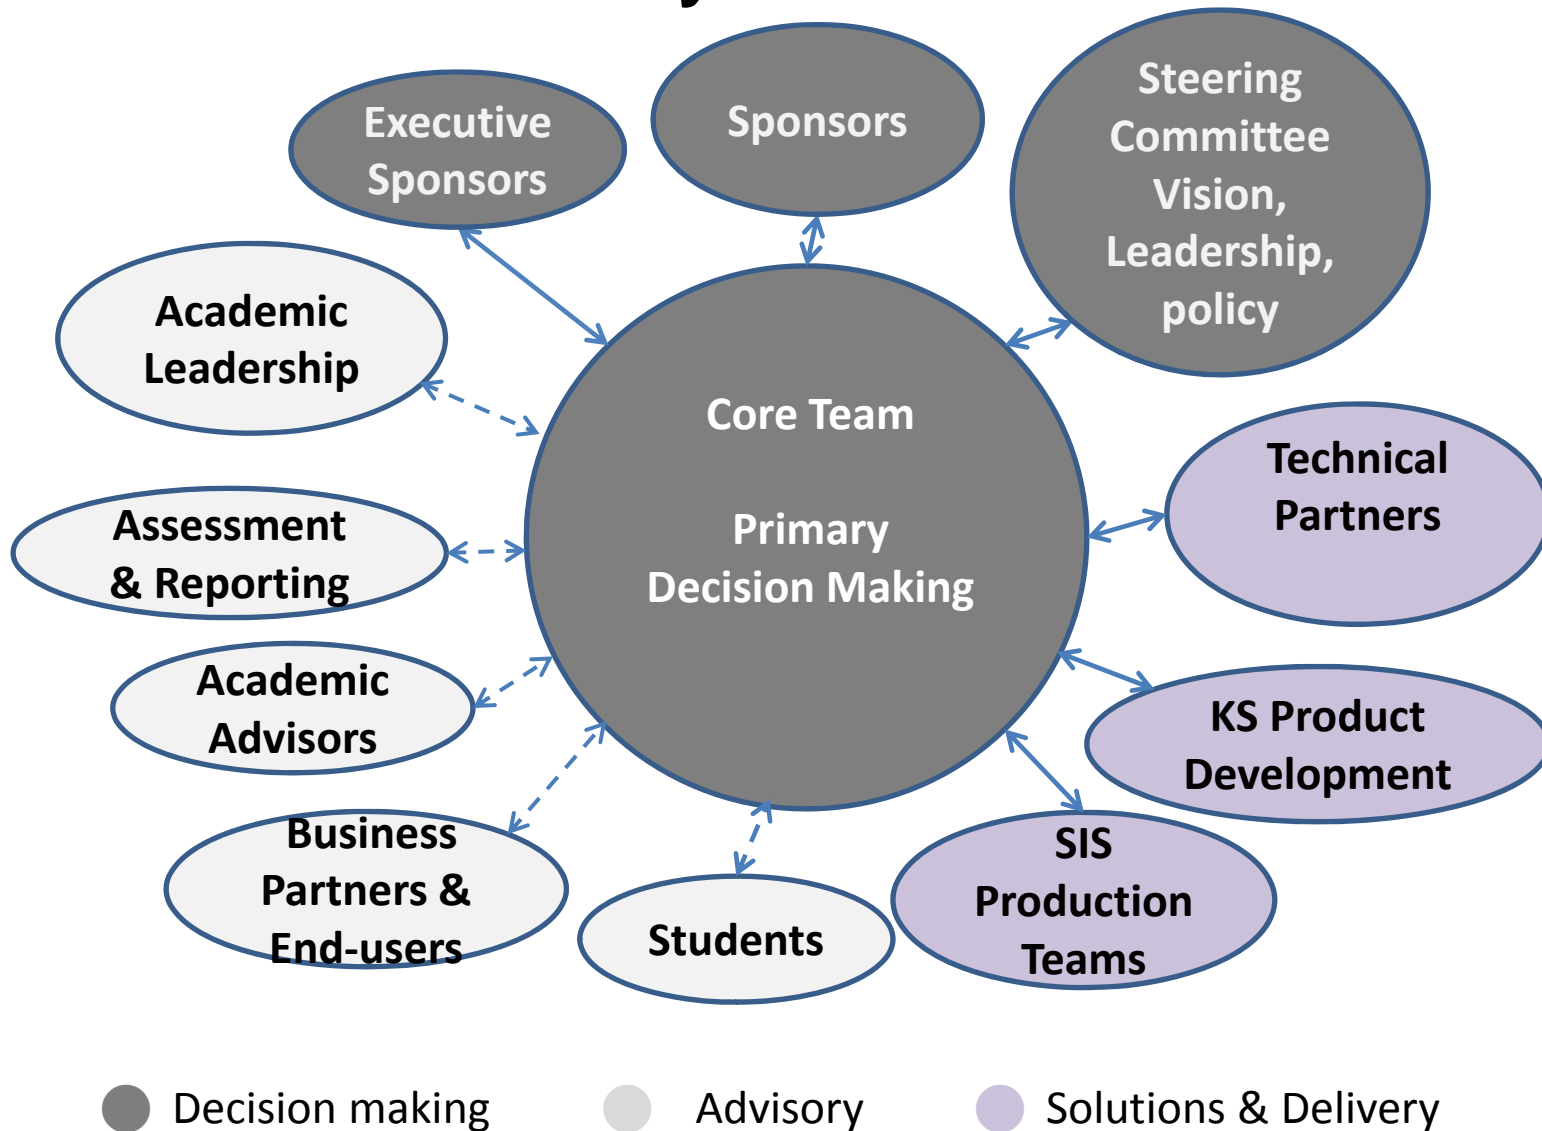 Executive
Sponsors
Sponsors
Steering
Committee
Vision,
Leadership,
policy
Academic
Leadership
Core Team
Primary
Decision Making
Technical
Partners
Assessment
& Reporting
Academic
Advisors
KS Product
Development
Business
Partners &
End-users
Students
SIS
Production
Teams
Decision making
Advisory
Solutions & Delivery